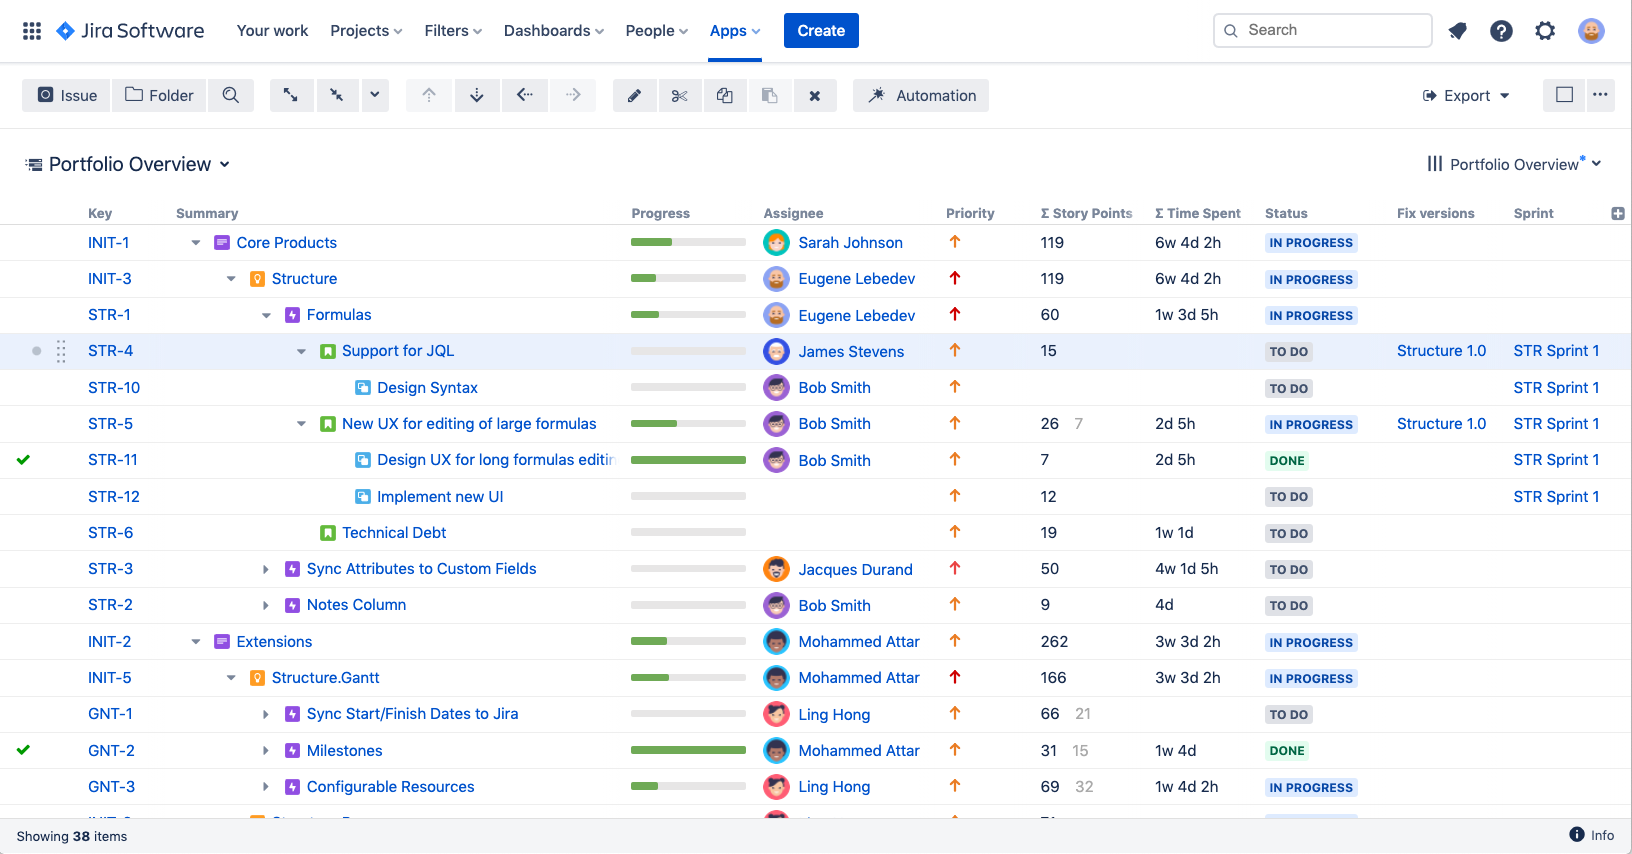 Jira Software Your work Projects Filters Dashboards People Apps Create Search
Issue Folder Automation Export
Portfolio Overview Portfolio Overview*
Key Summary Progress Assignee Priority Σ Story Points Σ Time Spent Status Fix versions Sprint
INIT-1 Core Products Sarah Johnson 119 6w 4d 2h IN PROGRESS
INIT-3 Structure Eugene Lebedev 119 6w 4d 2h IN PROGRESS
STR-1 Formulas Eugene Lebedev 60 1w 3d 5h IN PROGRESS
STR-4 Support for JQL James Stevens 15 TO DO Structure 1.0 STR Sprint 1
STR-10 Design Syntax Bob Smith TO DO STR Sprint 1
STR-5 New UX for editing of large formulas Bob Smith 26 7 2d 5h IN PROGRESS Structure 1.0 STR Sprint 1
STR-11 Design UX for long formulas editin Bob Smith 7 2d 5h DONE STR Sprint 1
STR-12 Implement new UI 12 TO DO STR Sprint 1
STR-6 Technical Debt 19 1w 1d TO DO
STR-3 Sync Attributes to Custom Fields Jacques Durand 50 4w 1d 5h TO DO
STR-2 Notes Column Bob Smith 9 4d TO DO
INIT-2 Extensions Mohammed Attar 262 3w 3d 2h IN PROGRESS
INIT-5 Structure.Gantt Mohammed Attar 166 3w 3d 2h IN PROGRESS
GNT-1 Sync Start/Finish Dates to Jira Ling Hong 66 21 TO DO
GNT-2 Milestones Mohammed Attar 31 15 1w 4d DONE
GNT-3 Configurable Resources Ling Hong 69 32 1w 4d 2h IN PROGRESS
Showing 38 items Info